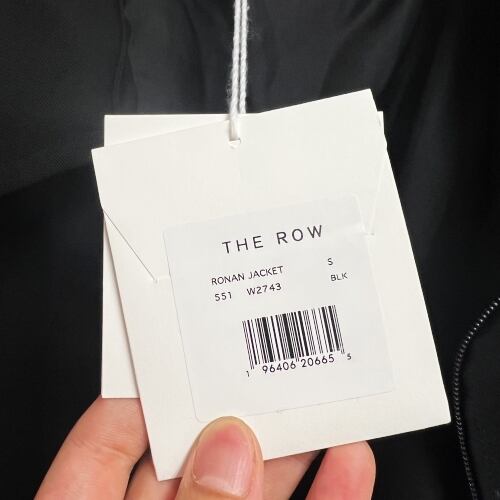 THE ROW
RONAN JACKET S
551 W2743 BLK
1 96406 20665 5